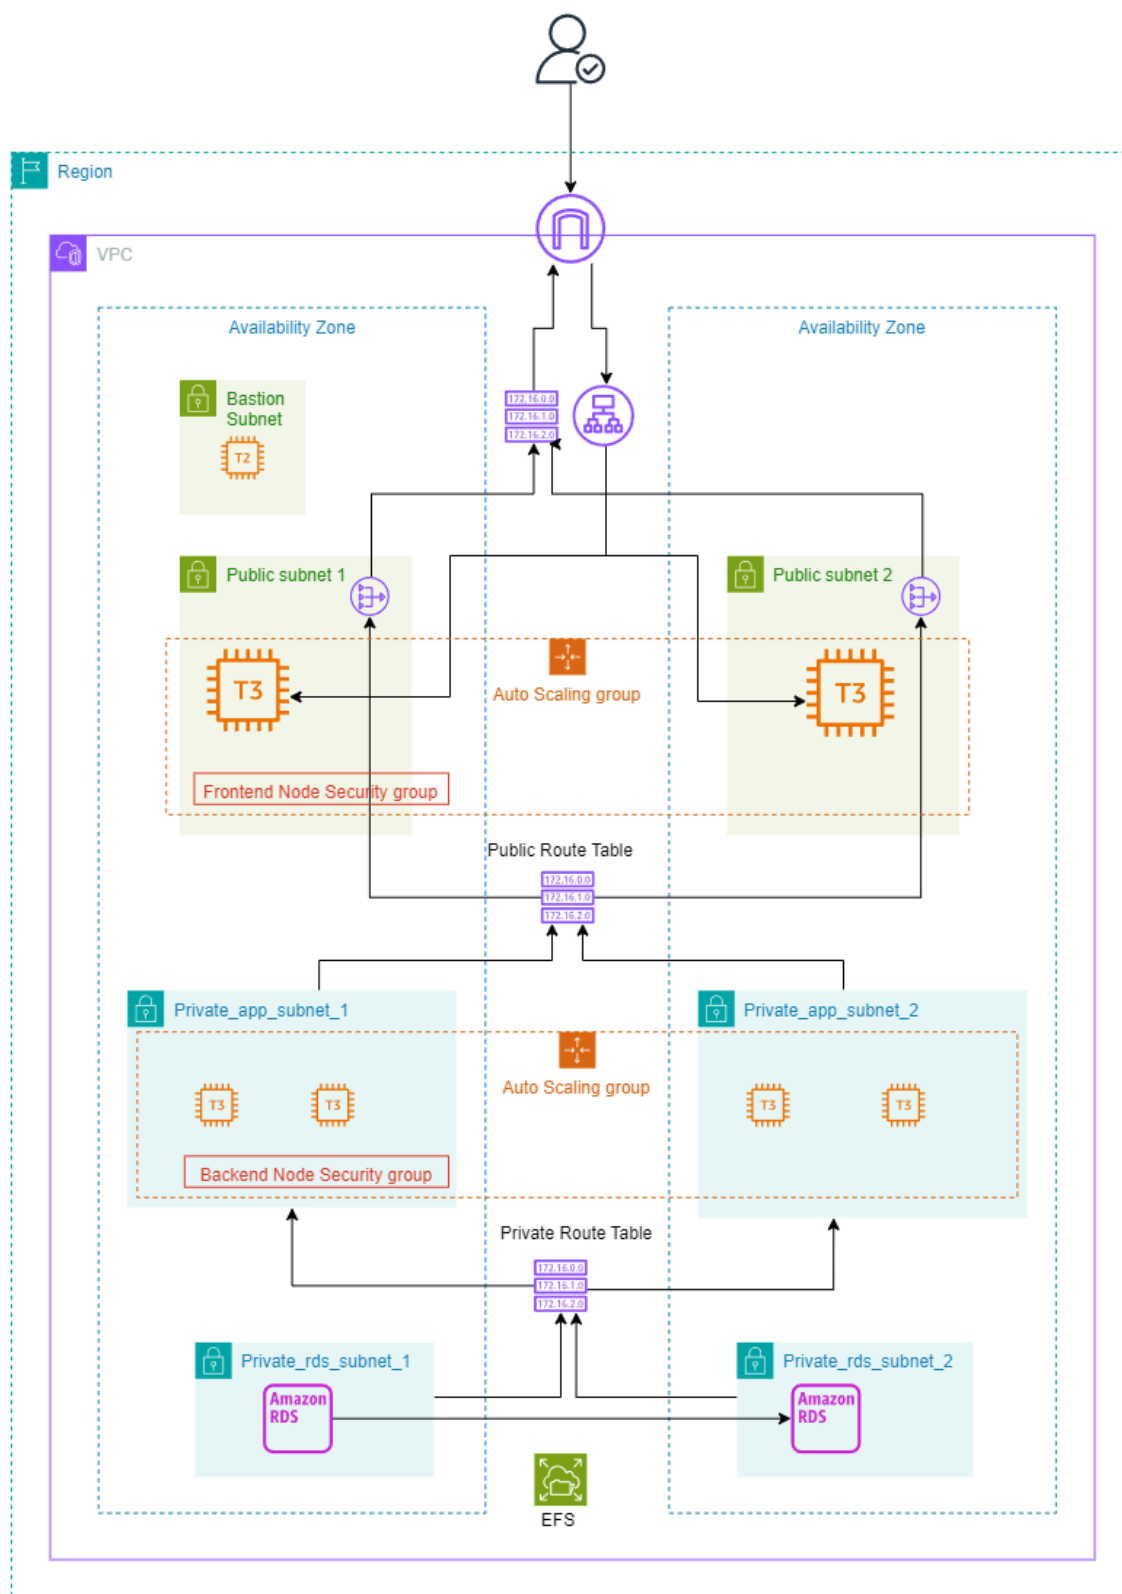 Region
VPC
Availability Zone
Availability Zone
Bastion
Subnet
T2
172.16.0.0
172.16.1.0
172.16.2.0
Public subnet 1
Public subnet 2
T3
T3
Auto Scaling group
Frontend Node Security group
Public Route Table
172.16.0.0
172.16.1.0
172.16.2.0
Private_app_subnet_1
Private_app_subnet_2
Auto Scaling group
T3
T3
T3
T3
Backend Node Security group
Private Route Table
172.16.0.0
172.16.1.0
172.16.2.0
Private_rds_subnet_1
Private_rds_subnet_2
Amazon
RDS
Amazon
RDS
EFS